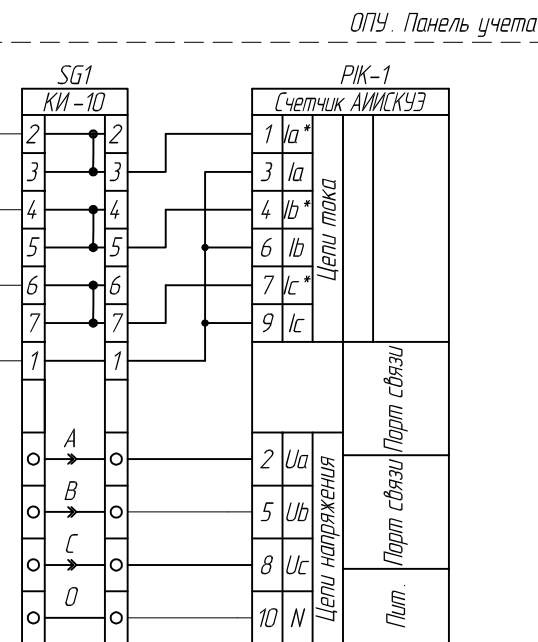 ОПУ. Панель учета
SG1
КИ-10
2 2
3 3
4 4
5 5
6 6
7 7
1 1
A
B
C
0
PIK-1
Счетчик АИИСКУЭ
1 Ia*
3 Ia
4 Ib*
6 Ib
7 Ic*
9 Ic
Цепи тока
2 Ua
5 Ub
8 Uc
10 N
Цепи напряжения
Порт связи
Порт связи
Пит.